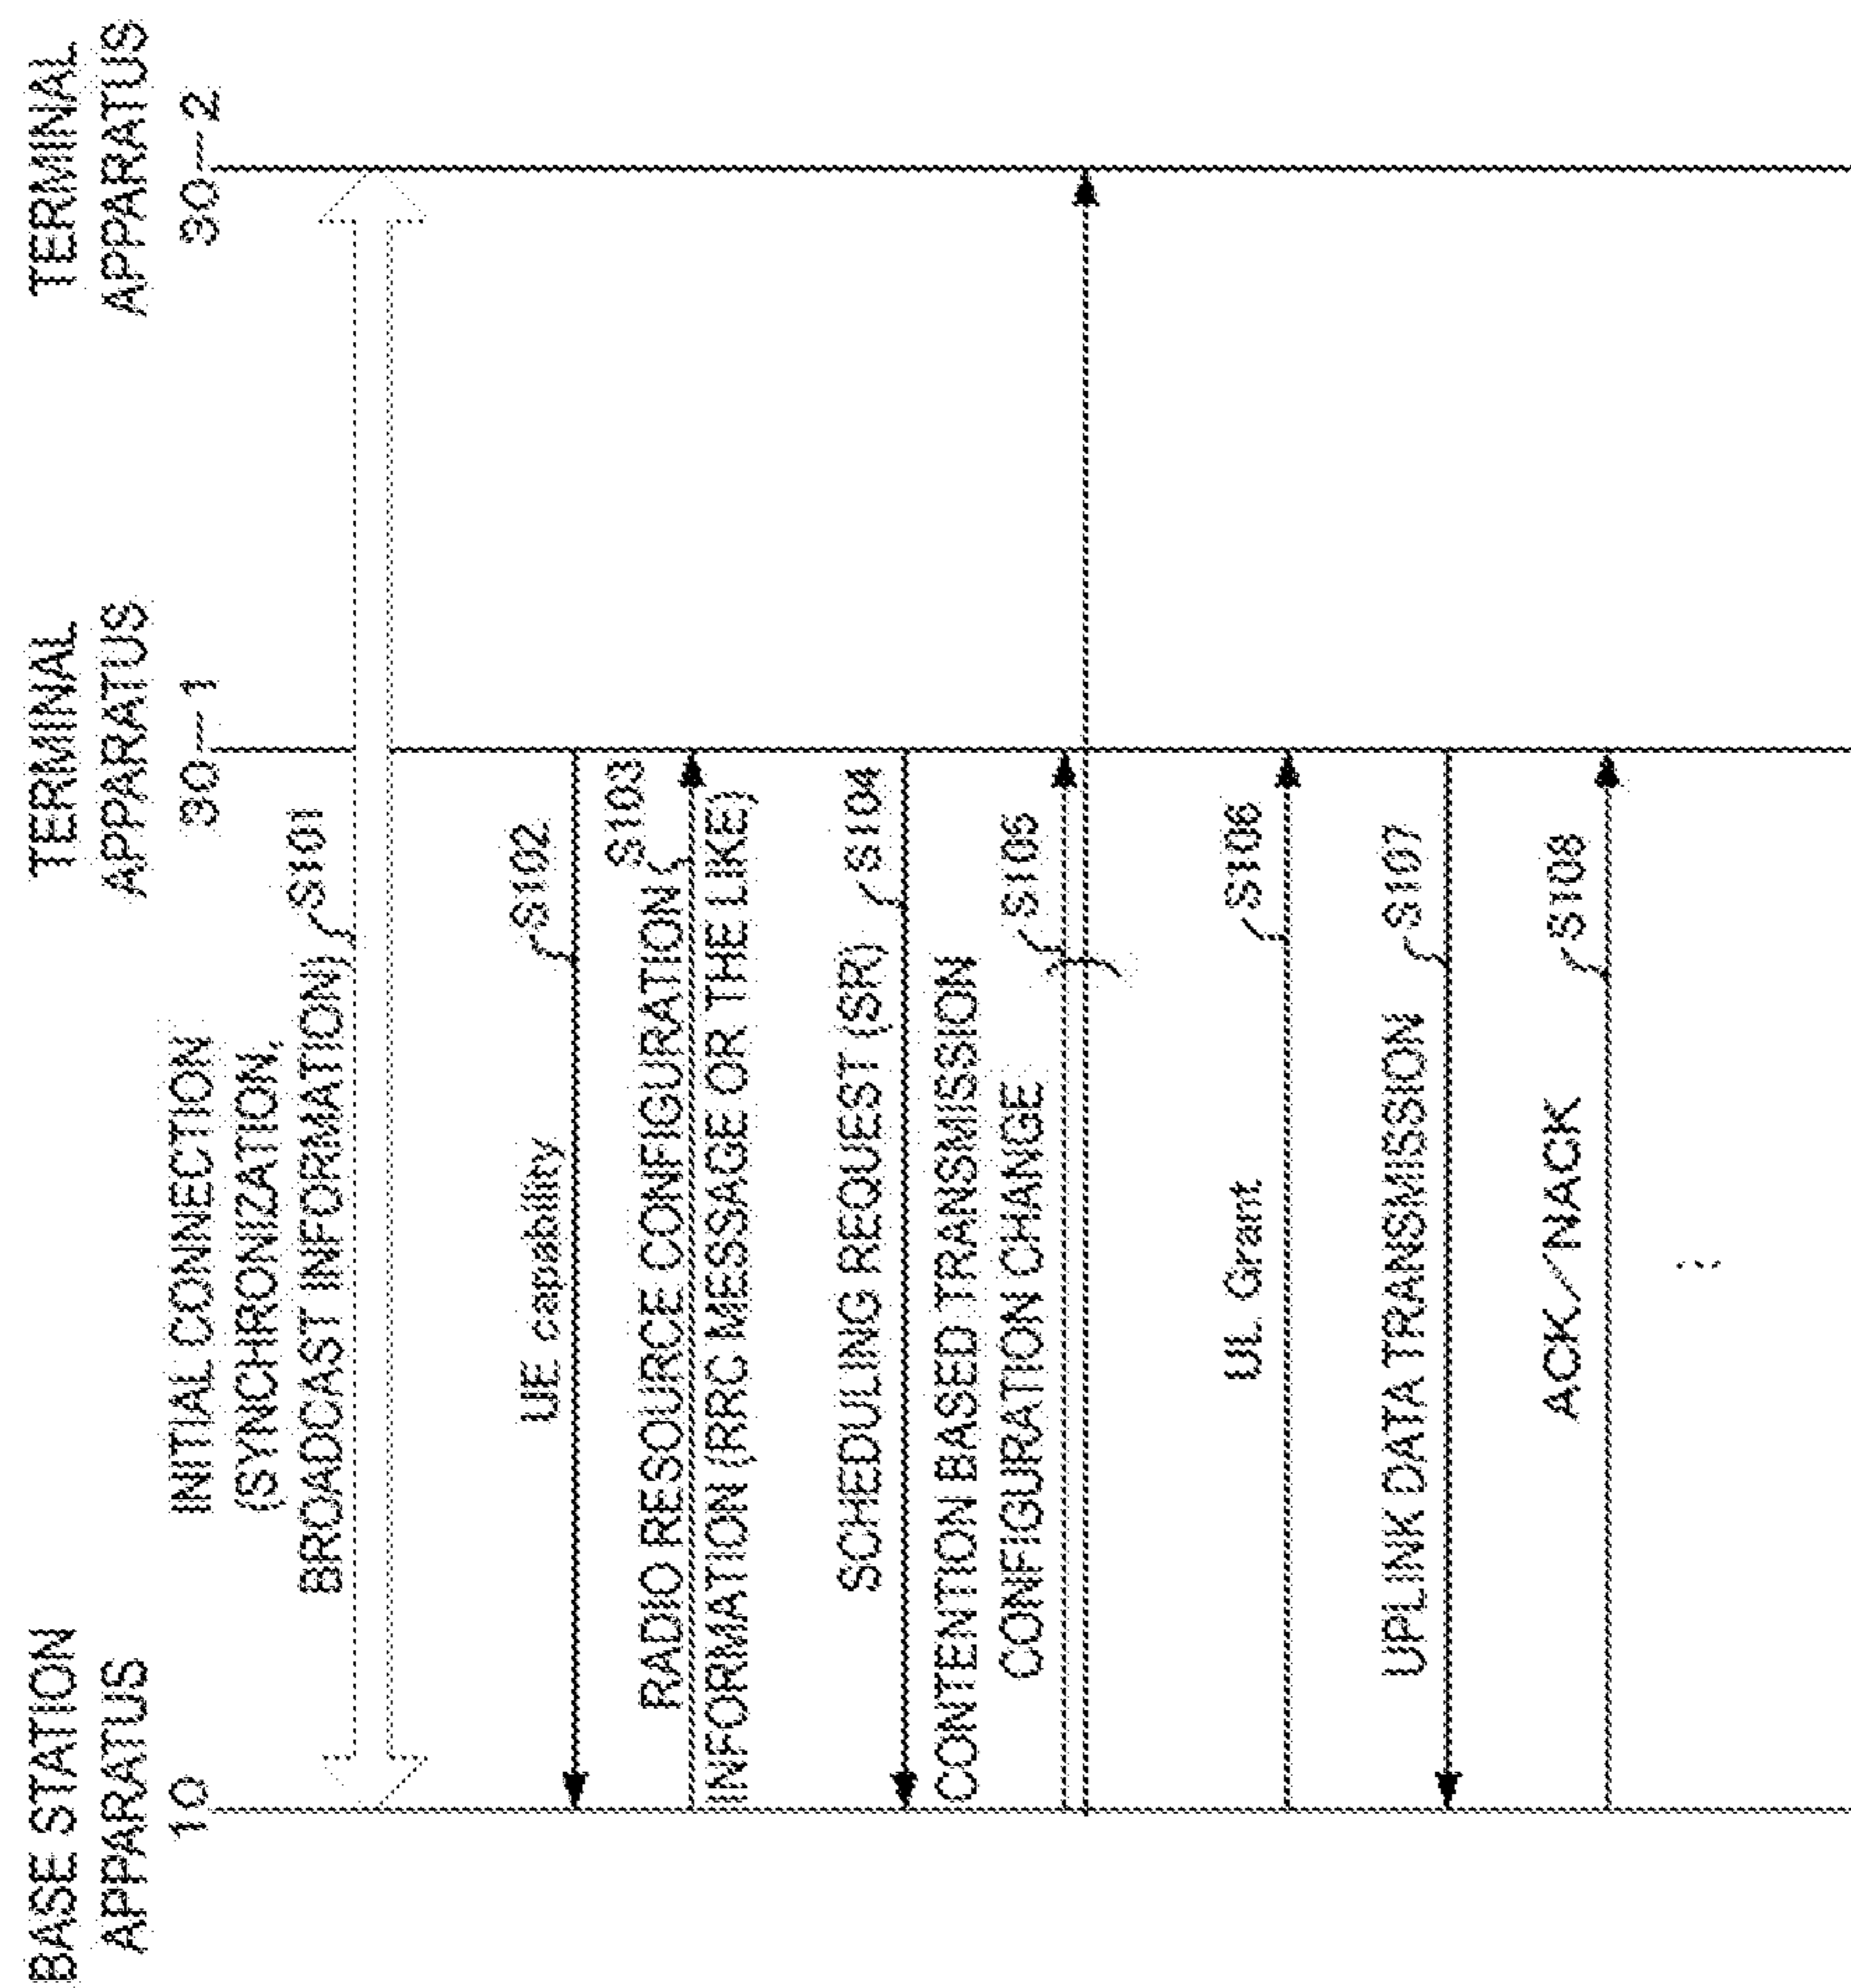 BASE STATION
APPARATUS
10
TERMINAL
APPARATUS
30-1
TERMINAL
APPARATUS
30-2
INITIAL CONNECTION
(SYNCHRONIZATION,
BROADCAST INFORMATION)
S101
UE capability
S102
RADIO RESOURCE CONFIGURATION
S103
INFORMATION (RRC MESSAGE OR THE LIKE)
SCHEDULING REQUEST (SR)
S104
CONTENTION BASED TRANSMISSION
CONFIGURATION CHANGE
S105
UL Grant
S106
UPLINK DATA TRANSMISSION
S107
ACK/NACK
S108